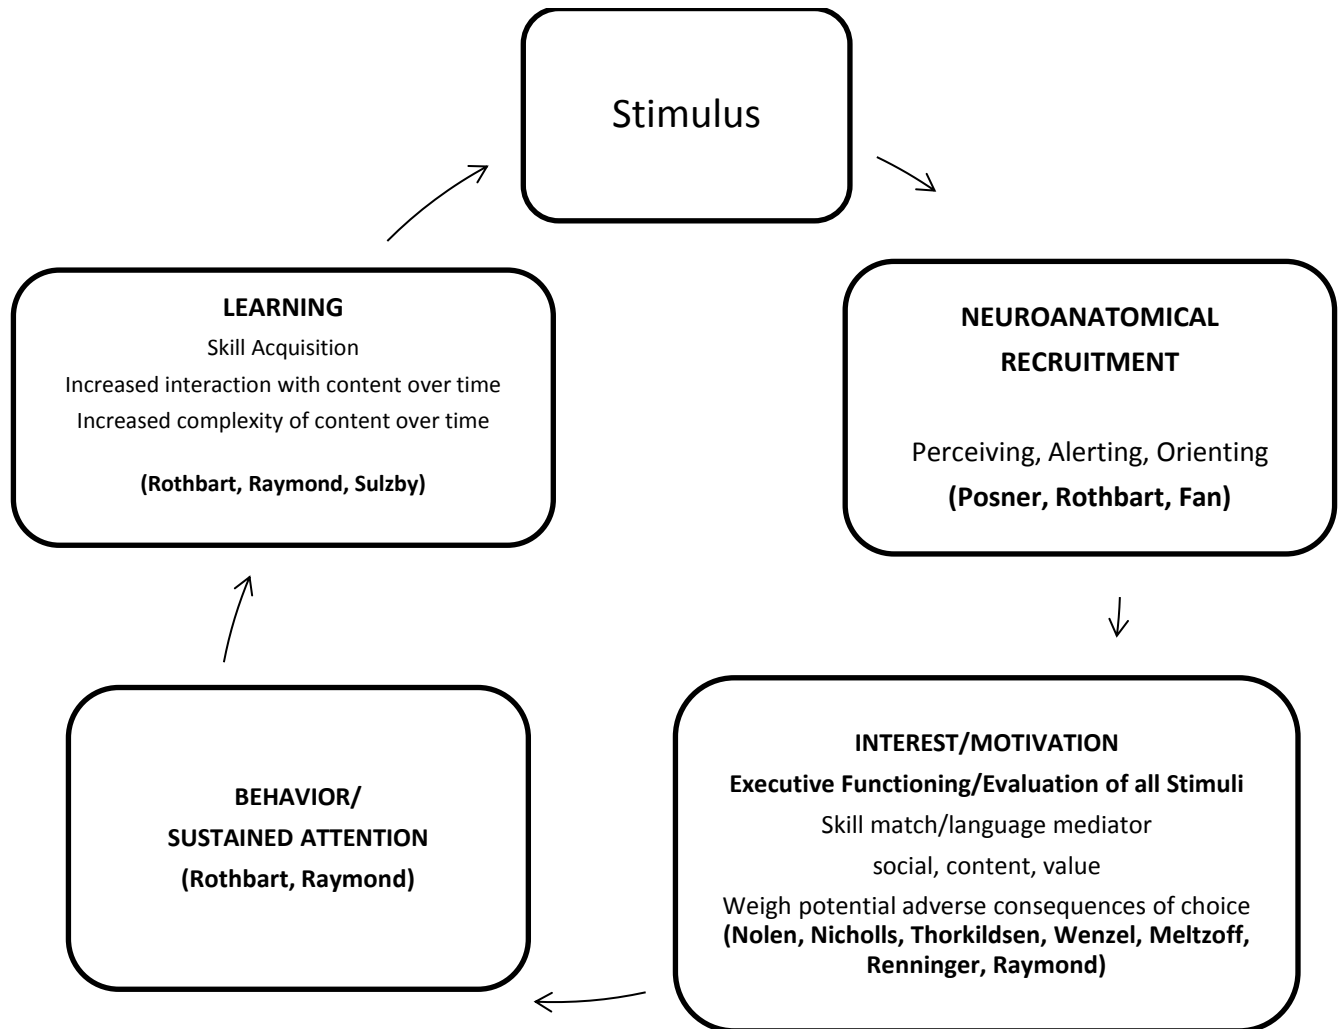 Stimulus
NEUROANATOMICAL
RECRUITMENT
Perceiving, Alerting, Orienting
(Posner, Rothbart, Fan)
INTEREST/MOTIVATION
Executive Functioning/Evaluation of all Stimuli
Skill match/language mediator
social, content, value
Weigh potential adverse consequences of choice
(Nolen, Nicholls, Thorkildsen, Wenzel, Meltzoff,
Renninger, Raymond)
BEHAVIOR/
SUSTAINED ATTENTION
(Rothbart, Raymond)
LEARNING
Skill Acquisition
Increased interaction with content over time
Increased complexity of content over time
(Rothbart, Raymond, Sulzby)